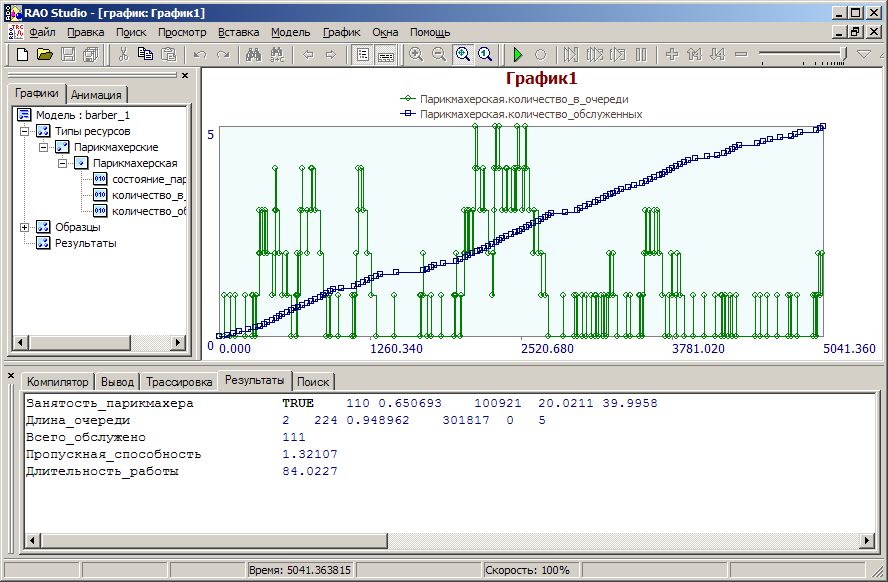 RAO Studio - [график: График1]
Файл Правка Поиск Просмотр Вставка Модель График Окна Помощь
Графики Анимация
Модель : barber_1
Типы ресурсов
Парикмахерские
Парикмахерская
состояние_пар
количество_в_
количество_об
Образцы
Результаты
График1
Парикмахерская.количество_в_очереди
Парикмахерская.количество_обслуженных
5
0
0.000 1260.340 2520.680 3781.020 5041.360
Компилятор Вывод Трассировка Результаты Поиск
Занятость_парикмахера TRUE 110 0.650693 100921 20.0211 39.9958
Длина_очереди 2 224 0.948962 301817 0 5
Всего_обслужено 111
Пропускная_способность 1.32107
Длительность_работы 84.0227
Время: 5041.363815 Скорость: 100%